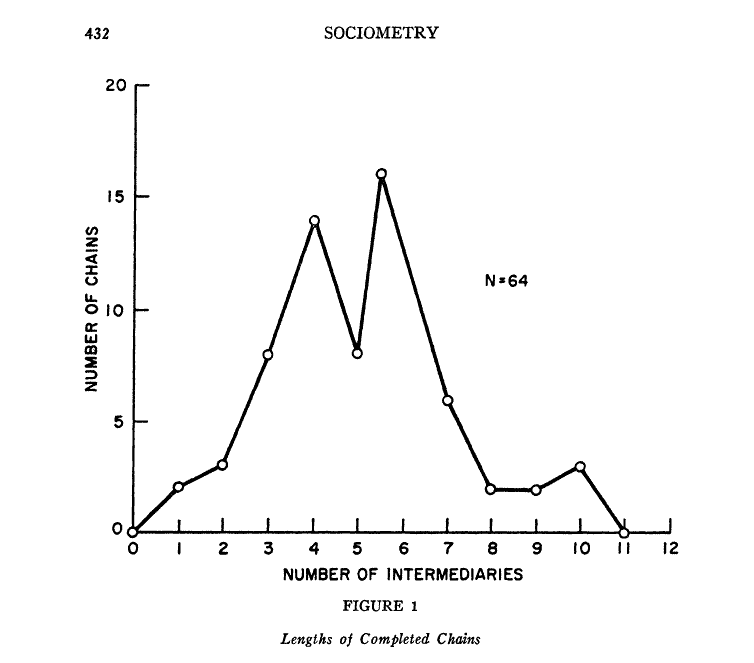 432
SOCIOMETRY
20
15
10
5
0
NUMBER OF CHAINS
N=64
0 1 2 3 4 5 6 7 8 9 10 11 12
NUMBER OF INTERMEDIARIES
FIGURE 1
Lengths of Completed Chains